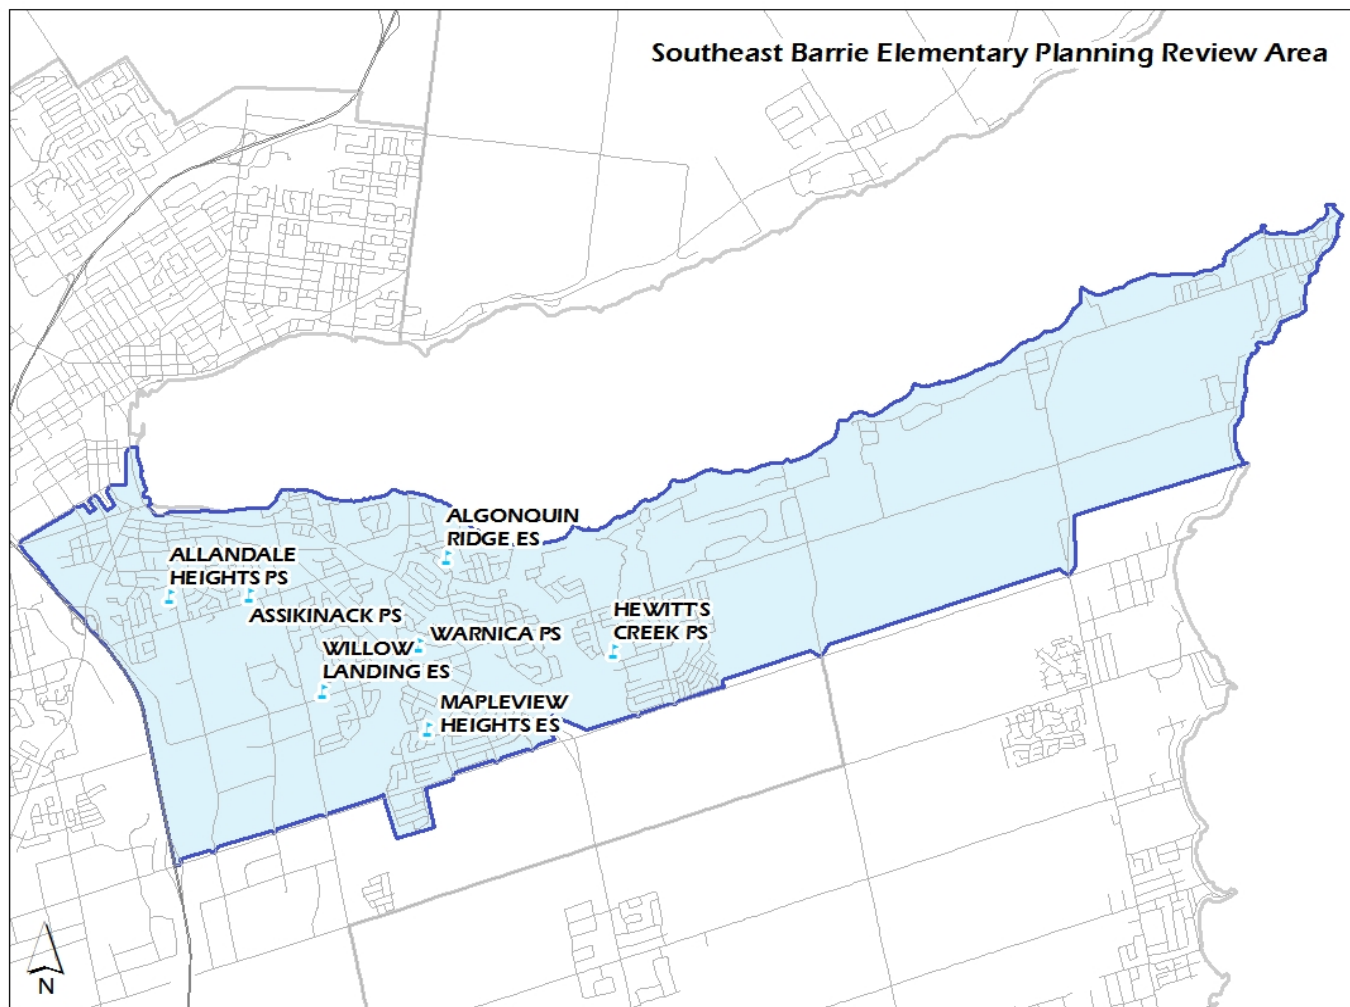 Southeast Barrie Elementary Planning Review Area
ALGONQUIN
RIDGE ES
ALLANDALE
HEIGHTS PS
ASSIKINACK PS
HEWITTS
CREEK PS
WARNICA PS
WILLOW
LANDING ES
MAPLEVIEW
HEIGHTS ES
N